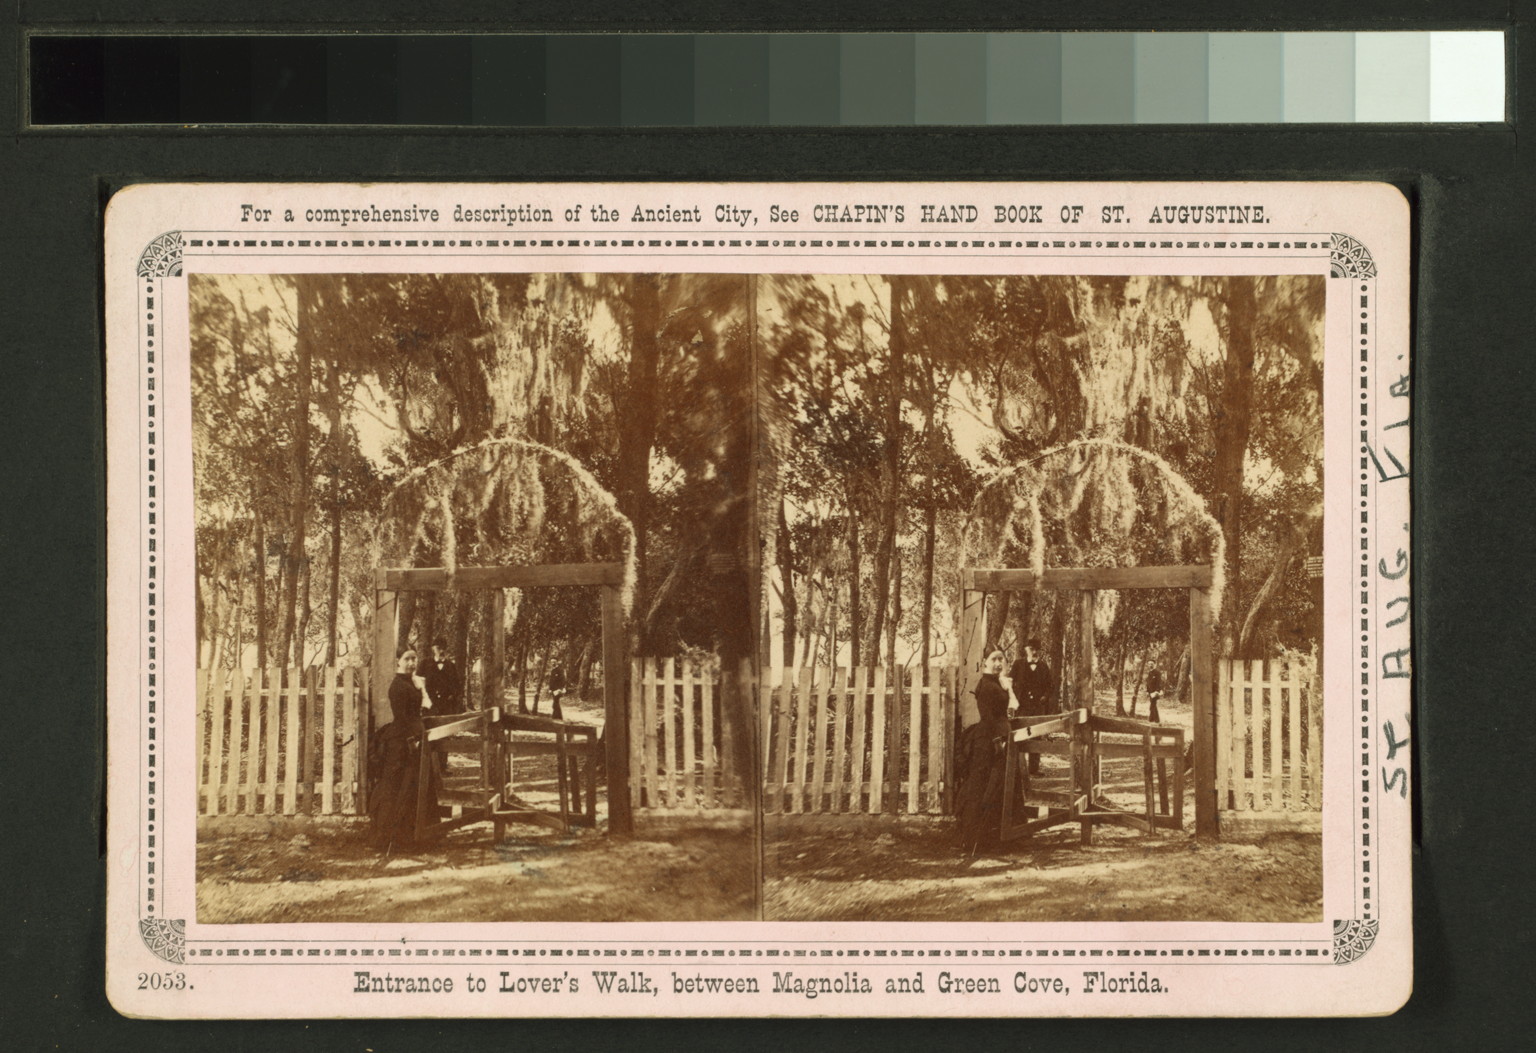 For a comprehensive description of the Ancient City, See CHAPIN'S HAND BOOK OF ST. AUGUSTINE.
2053.
Entrance to Lover's Walk, between Magnolia and Green Cove, Florida.
ST. AUG. FlA.